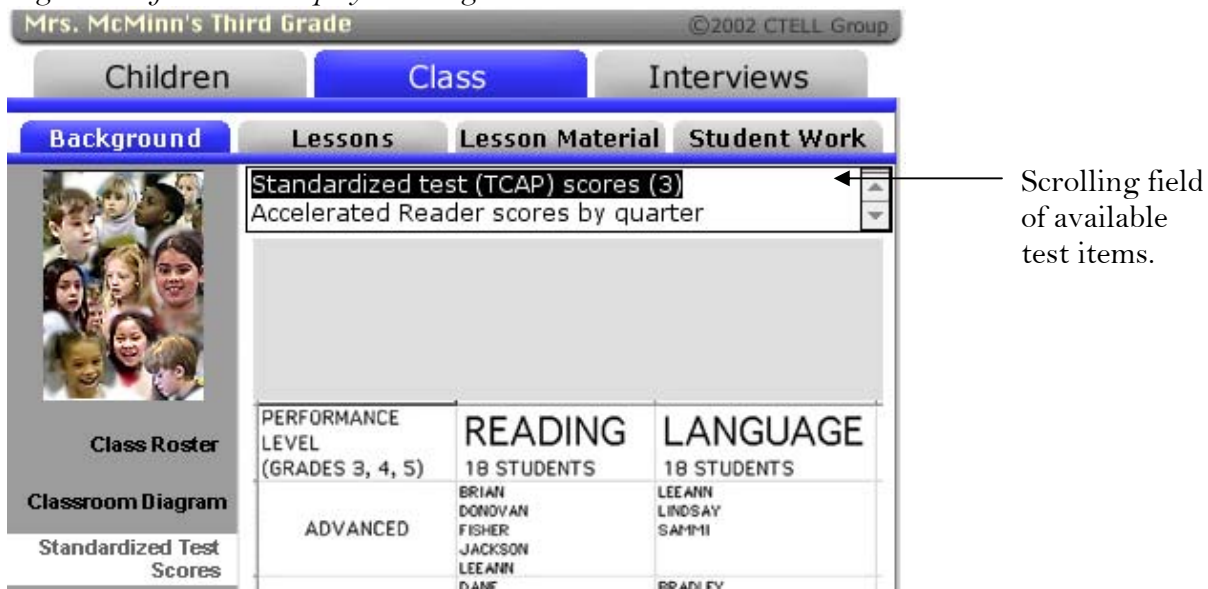 Mrs. McMinn's Third Grade ©2002 CTELL Group
Children Class Interviews
Background Lessons Lesson Material Student Work
Standardized test (TCAP) scores (3)
Accelerated Reader scores by quarter
Scrolling field
of available
test items.
Class Roster
Classroom Diagram
Standardized Test
Scores
PERFORMANCE
LEVEL
(GRADES 3, 4, 5)
READING
18 STUDENTS
LANGUAGE
18 STUDENTS
ADVANCED
BRIAN
DONOVAN
FISHER
JACKSON
LEEANN
LEEANN
LINDSAY
SAMMI
DANE
BRADLEY